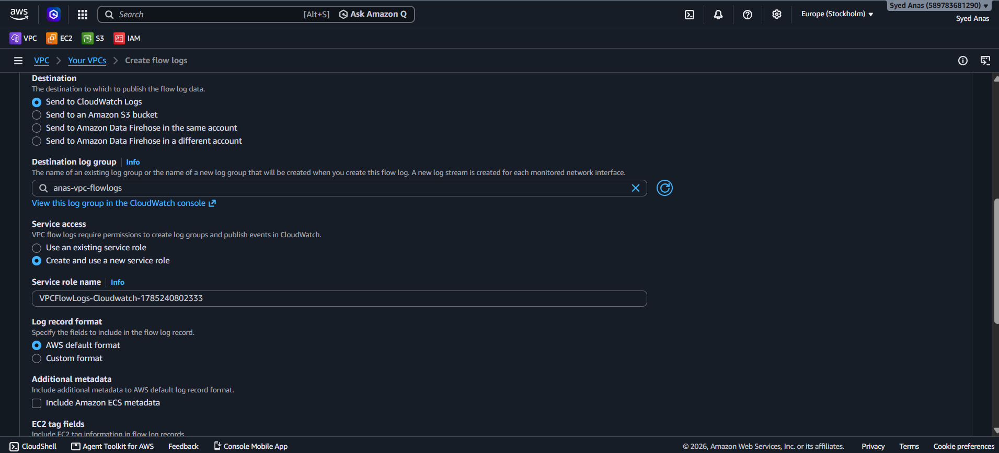 aws
Search [Alt+S] Ask Amazon Q
Europe (Stockholm)
Syed Anas (589783681290)
Syed Anas
VPC EC2 S3 IAM
VPC Your VPCs Create flow logs
Destination
The destination to which to publish the flow log data.
Send to CloudWatch Logs
Send to an Amazon S3 bucket
Send to Amazon Data Firehose in the same account
Send to Amazon Data Firehose in a different account
Destination log group Info
The name of an existing log group or the name of a new log group that will be created when you create this flow log. A new log stream is created for each monitored network interface.
anas-vpc-flowlogs
View this log group in the CloudWatch console
Service access
VPC flow logs require permissions to create log groups and publish events in CloudWatch.
Use an existing service role
Create and use a new service role
Service role name Info
VPCFlowLogs-Cloudwatch-1785240802333
Log record format
Specify the fields to include in the flow log record.
AWS default format
Custom format
Additional metadata
Include additional metadata to AWS default log record format.
Include Amazon ECS metadata
EC2 tag fields
Include EC2 tag information in flow log records.
CloudShell Agent Toolkit for AWS Feedback Console Mobile App © 2026, Amazon Web Services, Inc. or its affiliates. Privacy Terms Cookie preferences